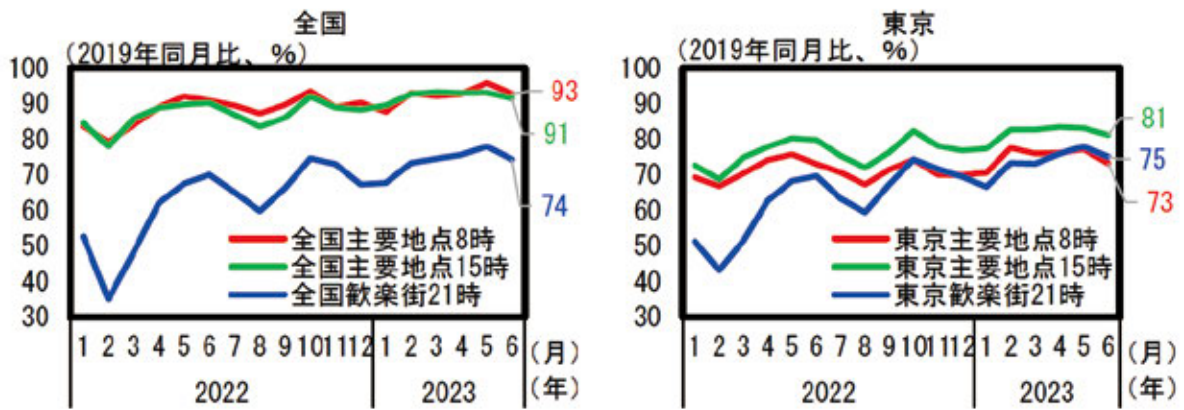 全国
(2019年同月比、%)
100
90
80
70
60
50
40
30
93
91
74
全国主要地点8時
全国主要地点15時
全国歓楽街21時
1 2 3 4 5 6 7 8 9 10 11 12 1 2 3 4 5 6 (月)
2022 2023 (年)
東京
(2019年同月比、%)
100
90
80
70
60
50
40
30
81
75
73
東京主要地点8時
東京主要地点15時
東京歓楽街21時
1 2 3 4 5 6 7 8 9 10 11 12 1 2 3 4 5 6 (月)
2022 2023 (年)